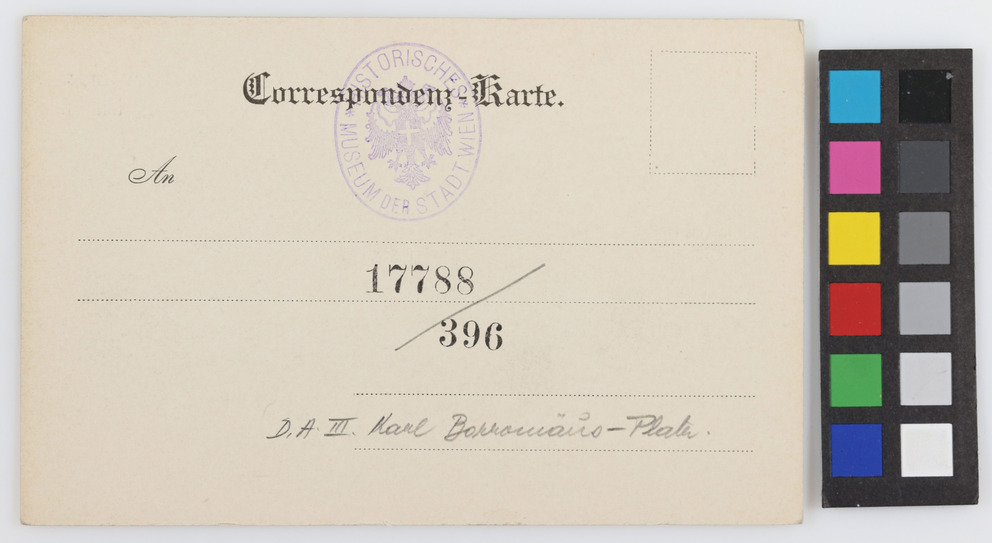 Correspondenz-Karte.
HISTORISCHES
* MUSEUM DER STADT WIEN *
An
17788
396
D. A. III. Karl Borromäus-Platz.